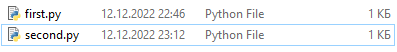 first.py 12.12.2022 22:46 Python File 1 КБ
second.py 12.12.2022 23:12 Python File 1 КБ